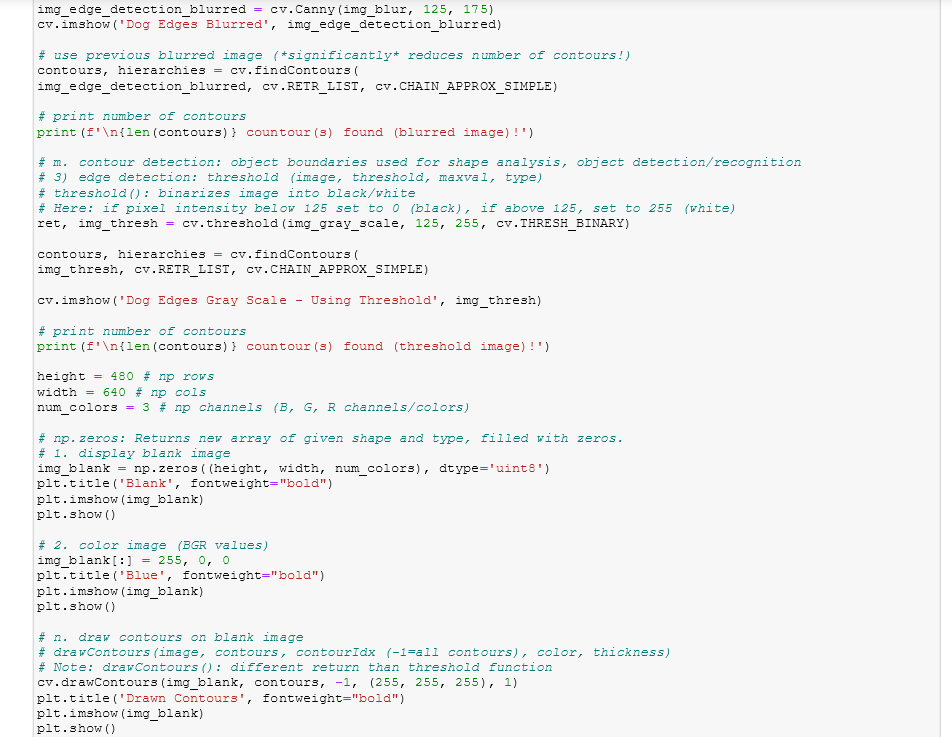 img_edge_detection_blurred = cv.Canny(img_blur, 125, 175)
cv.imshow('Dog Edges Blurred', img_edge_detection_blurred)
# use previous blurred image (*significantly* reduces number of contours!)
contours, hierarchies = cv.findContours(
img_edge_detection_blurred, cv.RETR_LIST, cv.CHAIN_APPROX_SIMPLE)
# print number of contours
print(f'\n{len(contours)} countour(s) found (blurred image)!')
# m. contour detection: object boundaries used for shape analysis, object detection/recognition
# 3) edge detection: threshold (image, threshold, maxval, type)
# threshold(): binarizes image into black/white
# Here: if pixel intensity below 125 set to 0 (black), if above 125, set to 255 (white)
ret, img_thresh = cv.threshold(img_gray_scale, 125, 255, cv.THRESH_BINARY)
contours, hierarchies = cv.findContours(
img_thresh, cv.RETR_LIST, cv.CHAIN_APPROX_SIMPLE)
cv.imshow('Dog Edges Gray Scale - Using Threshold', img_thresh)
# print number of contours
print(f'\n{len(contours)} countour(s) found (threshold image)!')
height = 480 # np rows
width = 640 # np cols
num_colors = 3 # np channels (B, G, R channels/colors)
# np.zeros: Returns new array of given shape and type, filled with zeros.
# 1. display blank image
img_blank = np.zeros((height, width, num_colors), dtype='uint8')
plt.title('Blank', fontweight="bold")
plt.imshow(img_blank)
plt.show()
# 2. color image (BGR values)
img_blank[:] = 255, 0, 0
plt.title('Blue', fontweight="bold")
plt.imshow(img_blank)
plt.show()
# n. draw contours on blank image
# drawContours(image, contours, contourIdx (-1=all contours), color, thickness)
# Note: drawContours(): different return than threshold function
cv.drawContours(img_blank, contours, -1, (255, 255, 255), 1)
plt.title('Drawn Contours', fontweight="bold")
plt.imshow(img_blank)
plt.show()